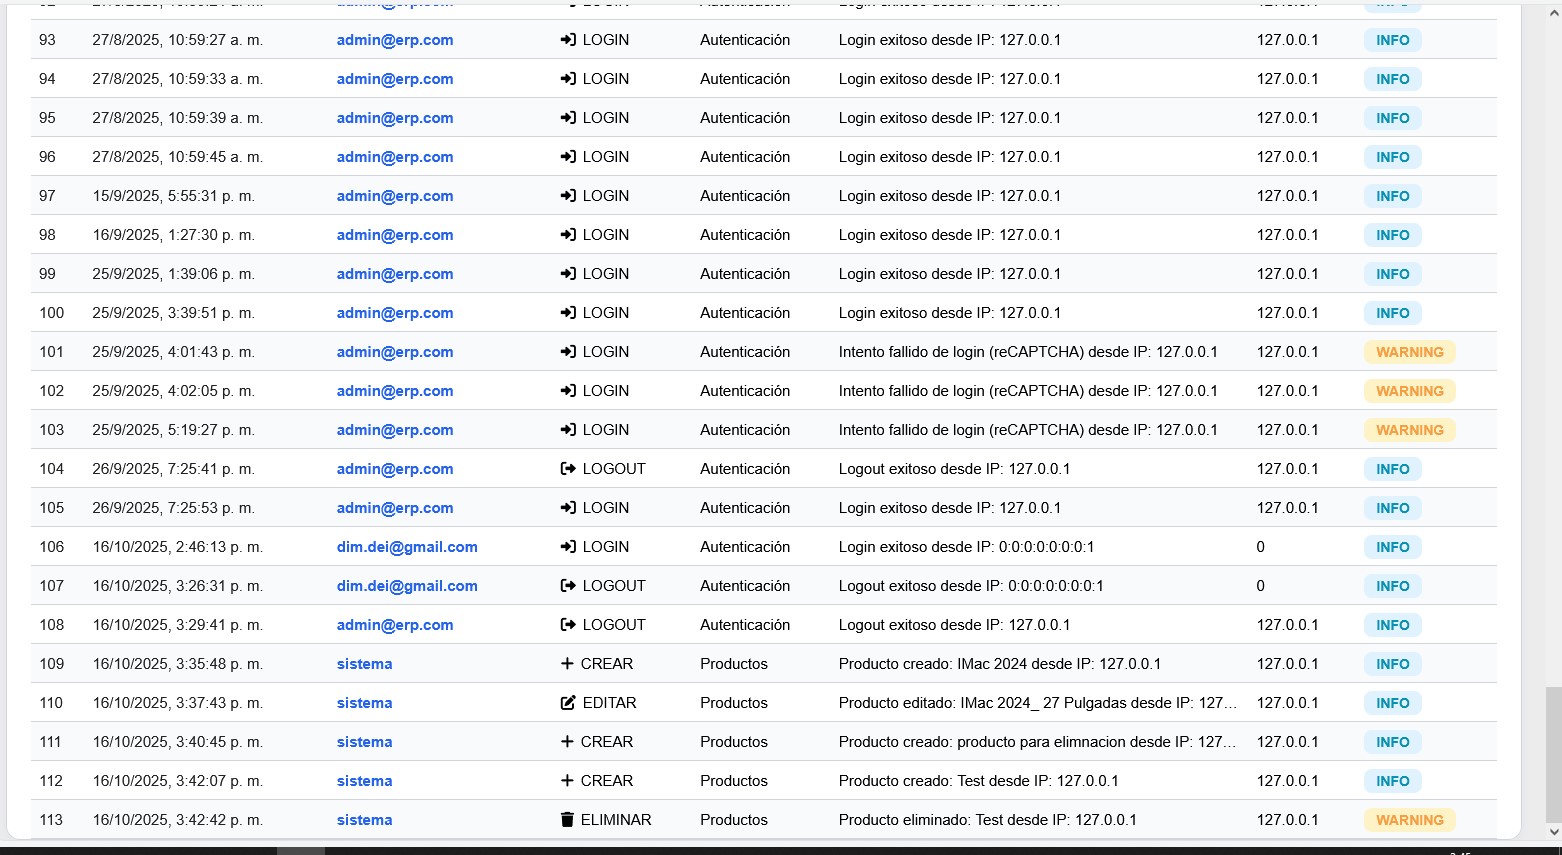 93 27/8/2025, 10:59:27 a. m. admin@erp.com LOGIN Autenticación Login exitoso desde IP: 127.0.0.1 127.0.0.1 INFO
94 27/8/2025, 10:59:33 a. m. admin@erp.com LOGIN Autenticación Login exitoso desde IP: 127.0.0.1 127.0.0.1 INFO
95 27/8/2025, 10:59:39 a. m. admin@erp.com LOGIN Autenticación Login exitoso desde IP: 127.0.0.1 127.0.0.1 INFO
96 27/8/2025, 10:59:45 a. m. admin@erp.com LOGIN Autenticación Login exitoso desde IP: 127.0.0.1 127.0.0.1 INFO
97 15/9/2025, 5:55:31 p. m. admin@erp.com LOGIN Autenticación Login exitoso desde IP: 127.0.0.1 127.0.0.1 INFO
98 16/9/2025, 1:27:30 p. m. admin@erp.com LOGIN Autenticación Login exitoso desde IP: 127.0.0.1 127.0.0.1 INFO
99 25/9/2025, 1:39:06 p. m. admin@erp.com LOGIN Autenticación Login exitoso desde IP: 127.0.0.1 127.0.0.1 INFO
100 25/9/2025, 3:39:51 p. m. admin@erp.com LOGIN Autenticación Login exitoso desde IP: 127.0.0.1 127.0.0.1 INFO
101 25/9/2025, 4:01:43 p. m. admin@erp.com LOGIN Autenticación Intento fallido de login (reCAPTCHA) desde IP: 127.0.0.1 127.0.0.1 WARNING
102 25/9/2025, 4:02:05 p. m. admin@erp.com LOGIN Autenticación Intento fallido de login (reCAPTCHA) desde IP: 127.0.0.1 127.0.0.1 WARNING
103 25/9/2025, 5:19:27 p. m. admin@erp.com LOGIN Autenticación Intento fallido de login (reCAPTCHA) desde IP: 127.0.0.1 127.0.0.1 WARNING
104 26/9/2025, 7:25:41 p. m. admin@erp.com LOGOUT Autenticación Logout exitoso desde IP: 127.0.0.1 127.0.0.1 INFO
105 26/9/2025, 7:25:53 p. m. admin@erp.com LOGIN Autenticación Login exitoso desde IP: 127.0.0.1 127.0.0.1 INFO
106 16/10/2025, 2:46:13 p. m. dim.dei@gmail.com LOGIN Autenticación Login exitoso desde IP: 0:0:0:0:0:0:0:1 0 INFO
107 16/10/2025, 3:26:31 p. m. dim.dei@gmail.com LOGOUT Autenticación Logout exitoso desde IP: 0:0:0:0:0:0:0:1 0 INFO
108 16/10/2025, 3:29:41 p. m. admin@erp.com LOGOUT Autenticación Logout exitoso desde IP: 127.0.0.1 127.0.0.1 INFO
109 16/10/2025, 3:35:48 p. m. sistema CREAR Productos Producto creado: IMac 2024 desde IP: 127.0.0.1 127.0.0.1 INFO
110 16/10/2025, 3:37:43 p. m. sistema EDITAR Productos Producto editado: IMac 2024_ 27 Pulgadas desde IP: 127... 127.0.0.1 INFO
111 16/10/2025, 3:40:45 p. m. sistema CREAR Productos Producto creado: producto para elimnacion desde IP: 127... 127.0.0.1 INFO
112 16/10/2025, 3:42:07 p. m. sistema CREAR Productos Producto creado: Test desde IP: 127.0.0.1 127.0.0.1 INFO
113 16/10/2025, 3:42:42 p. m. sistema ELIMINAR Productos Producto eliminado: Test desde IP: 127.0.0.1 127.0.0.1 WARNING